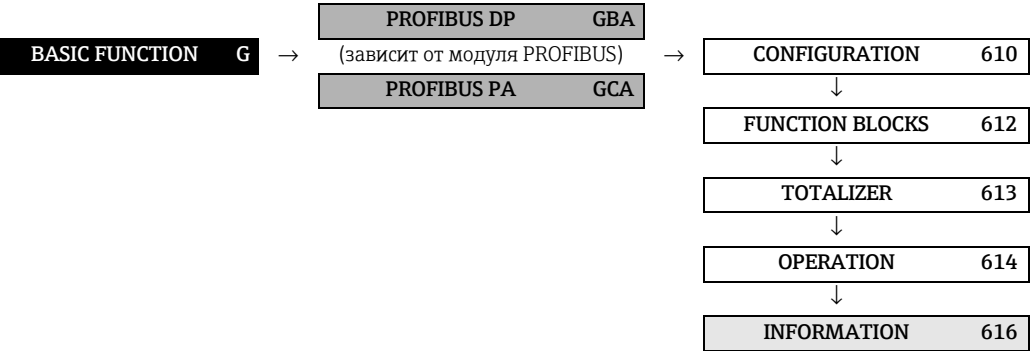 PROFIBUS DP GBA
BASIC FUNCTION G → (зависит от модуля PROFIBUS) → CONFIGURATION 610
PROFIBUS PA GCA
↓
FUNCTION BLOCKS 612
↓
TOTALIZER 613
↓
OPERATION 614
↓
INFORMATION 616